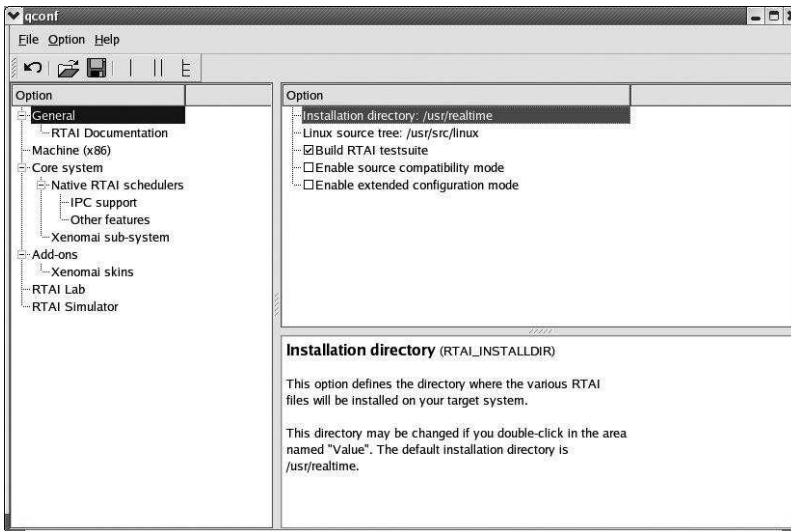 qconf
File Option Help
Option
General
RTAI Documentation
Machine (x86)
Core system
Native RTAI schedulers
IPC support
Other features
Xenomai sub-system
Add-ons
Xenomai skins
RTAI Lab
RTAI Simulator
Option
Installation directory: /usr/realtime
Linux source tree: /usr/src/linux
Build RTAI testsuite
Enable source compatibility mode
Enable extended configuration mode
Installation directory (RTAI_INSTALLDIR)
This option defines the directory where the various RTAI
files will be installed on your target system.
This directory may be changed if you double-click in the area
named "Value". The default installation directory is
/usr/realtime.